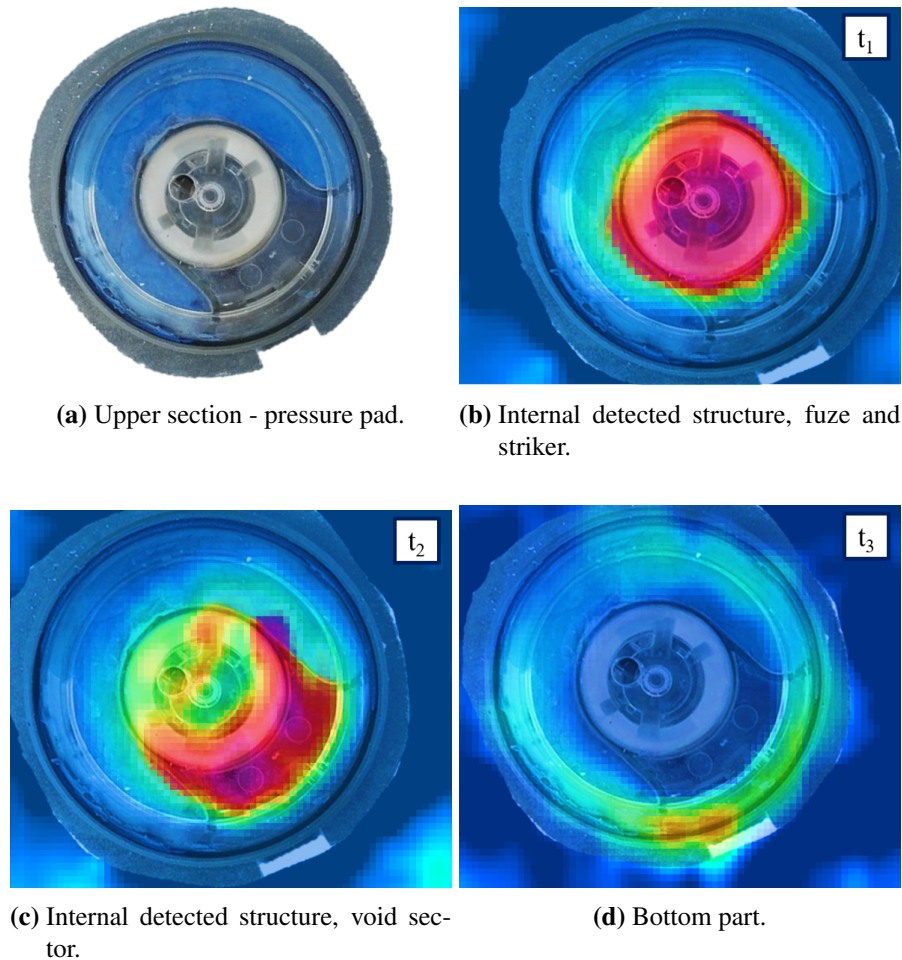 t₁
(a) Upper section - pressure pad.
(b) Internal detected structure, fuze and
striker.
t₂
t₃
(c) Internal detected structure, void sec-
tor.
(d) Bottom part.